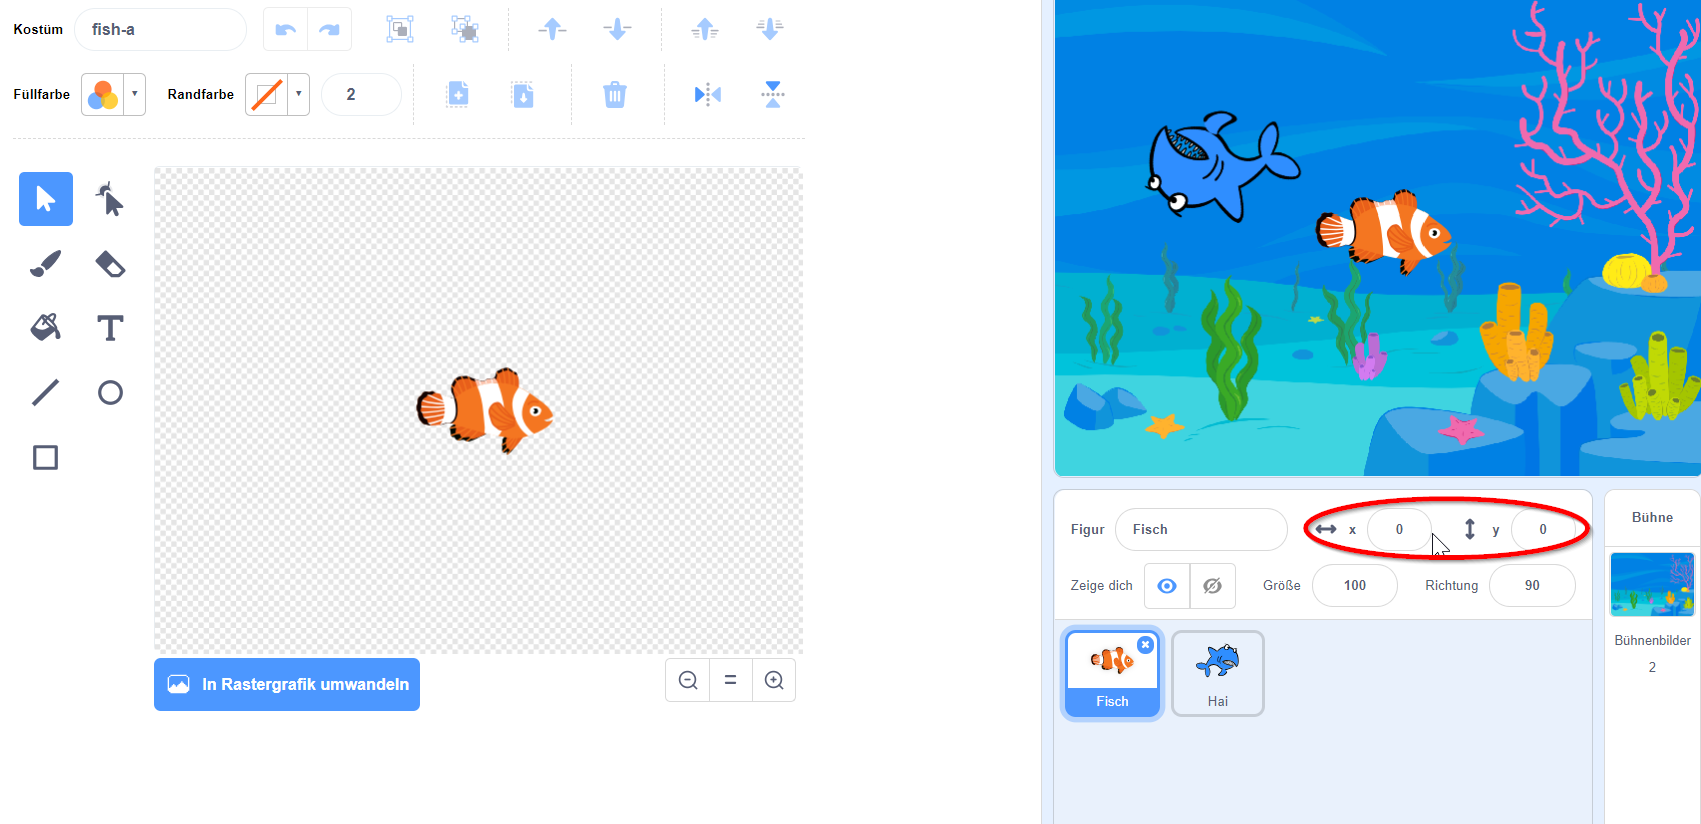 Kostüm fish-a
Füllfarbe Randfarbe 2
In Rastergrafik umwandeln
Figur Fisch x 0 y 0
Zeige dich Größe 100 Richtung 90
Fisch Hai
Bühne
Bühnenbilder
2